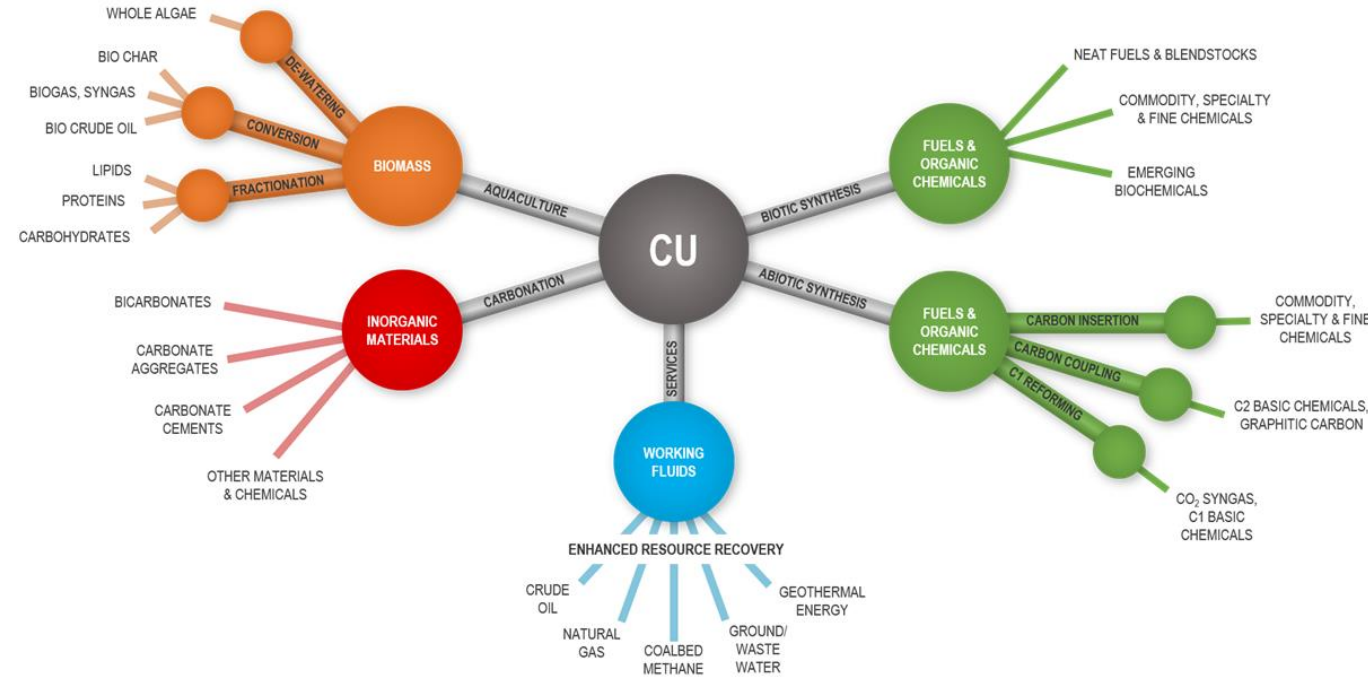 WHOLE ALGAE
BIO CHAR
BIOGAS, SYNGAS
BIO CRUDE OIL
LIPIDS
PROTEINS
CARBOHYDRATES
DE-WATERING
CONVERSION
FRACTIONATION
BIOMASS
AQUACULTURE
CU
BIOTIC SYNTHESIS
FUELS &
ORGANIC
CHEMICALS
NEAT FUELS & BLENDSTOCKS
COMMODITY, SPECIALTY
& FINE CHEMICALS
EMERGING
BIOCHEMICALS
ABIOTIC SYNTHESIS
FUELS &
ORGANIC
CHEMICALS
CARBON INSERTION
CARBON COUPLING
C1 REFORMING
COMMODITY,
SPECIALTY & FINE
CHEMICALS
C2 BASIC CHEMICALS,
GRAPHITIC CARBON
CO₂ SYNGAS,
C1 BASIC
CHEMICALS
CARBONATION
INORGANIC
MATERIALS
BICARBONATES
CARBONATE
AGGREGATES
CARBONATE
CEMENTS
OTHER MATERIALS
& CHEMICALS
SERVICES
WORKING
FLUIDS
ENHANCED RESOURCE RECOVERY
CRUDE
OIL
NATURAL
GAS
COALBED
METHANE
GROUND/
WASTE
WATER
GEOTHERMAL
ENERGY